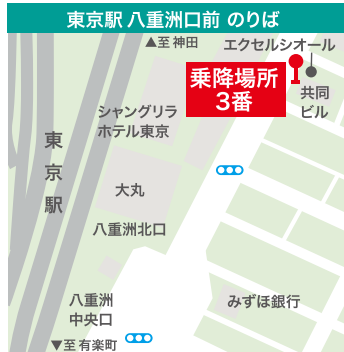 東京駅 八重洲口前 のりば
▲至 神田
エクセルシオール
乗降場所
3番
共同
ビル
シャングリラ
ホテル東京
東京駅
大丸
八重洲北口
八重洲
中央口
みずほ銀行
▼至 有楽町